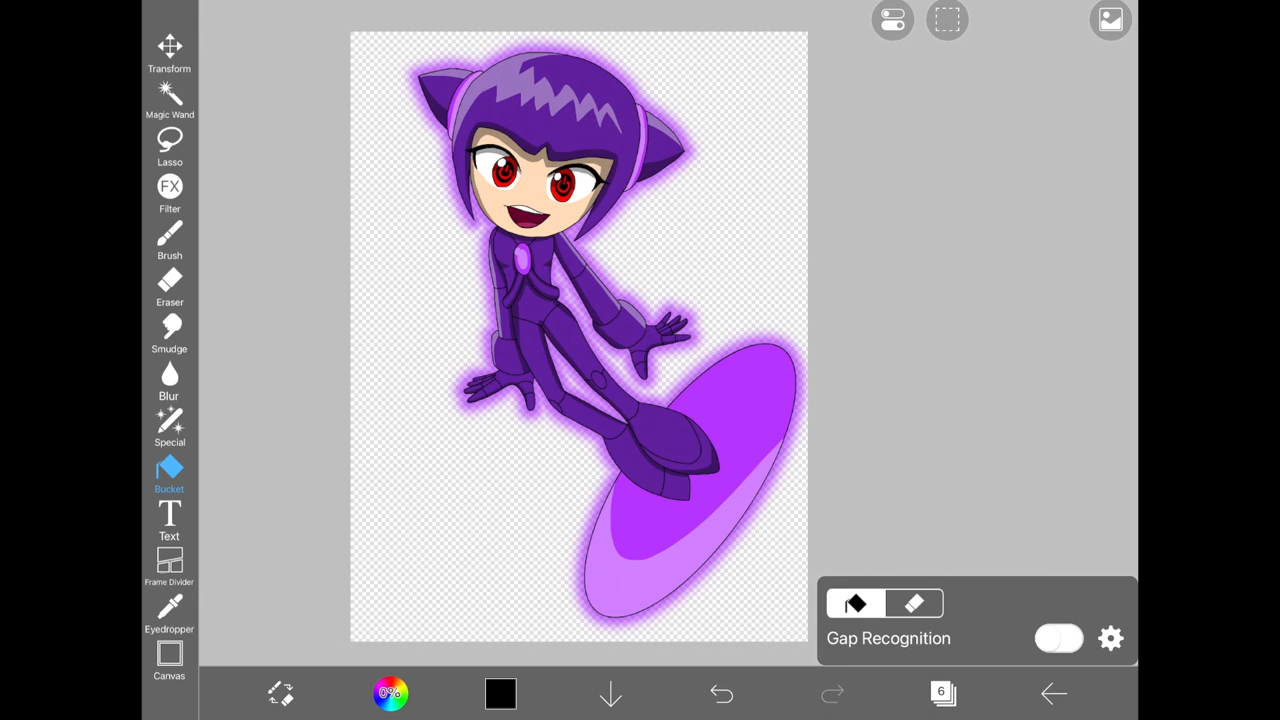 Transform
Magic Wand
Lasso
FX
Filter
Brush
Eraser
Smudge
Blur
Special
Bucket
T
Text
Frame Divider
Eyedropper
Canvas
Gap Recognition
0%
6